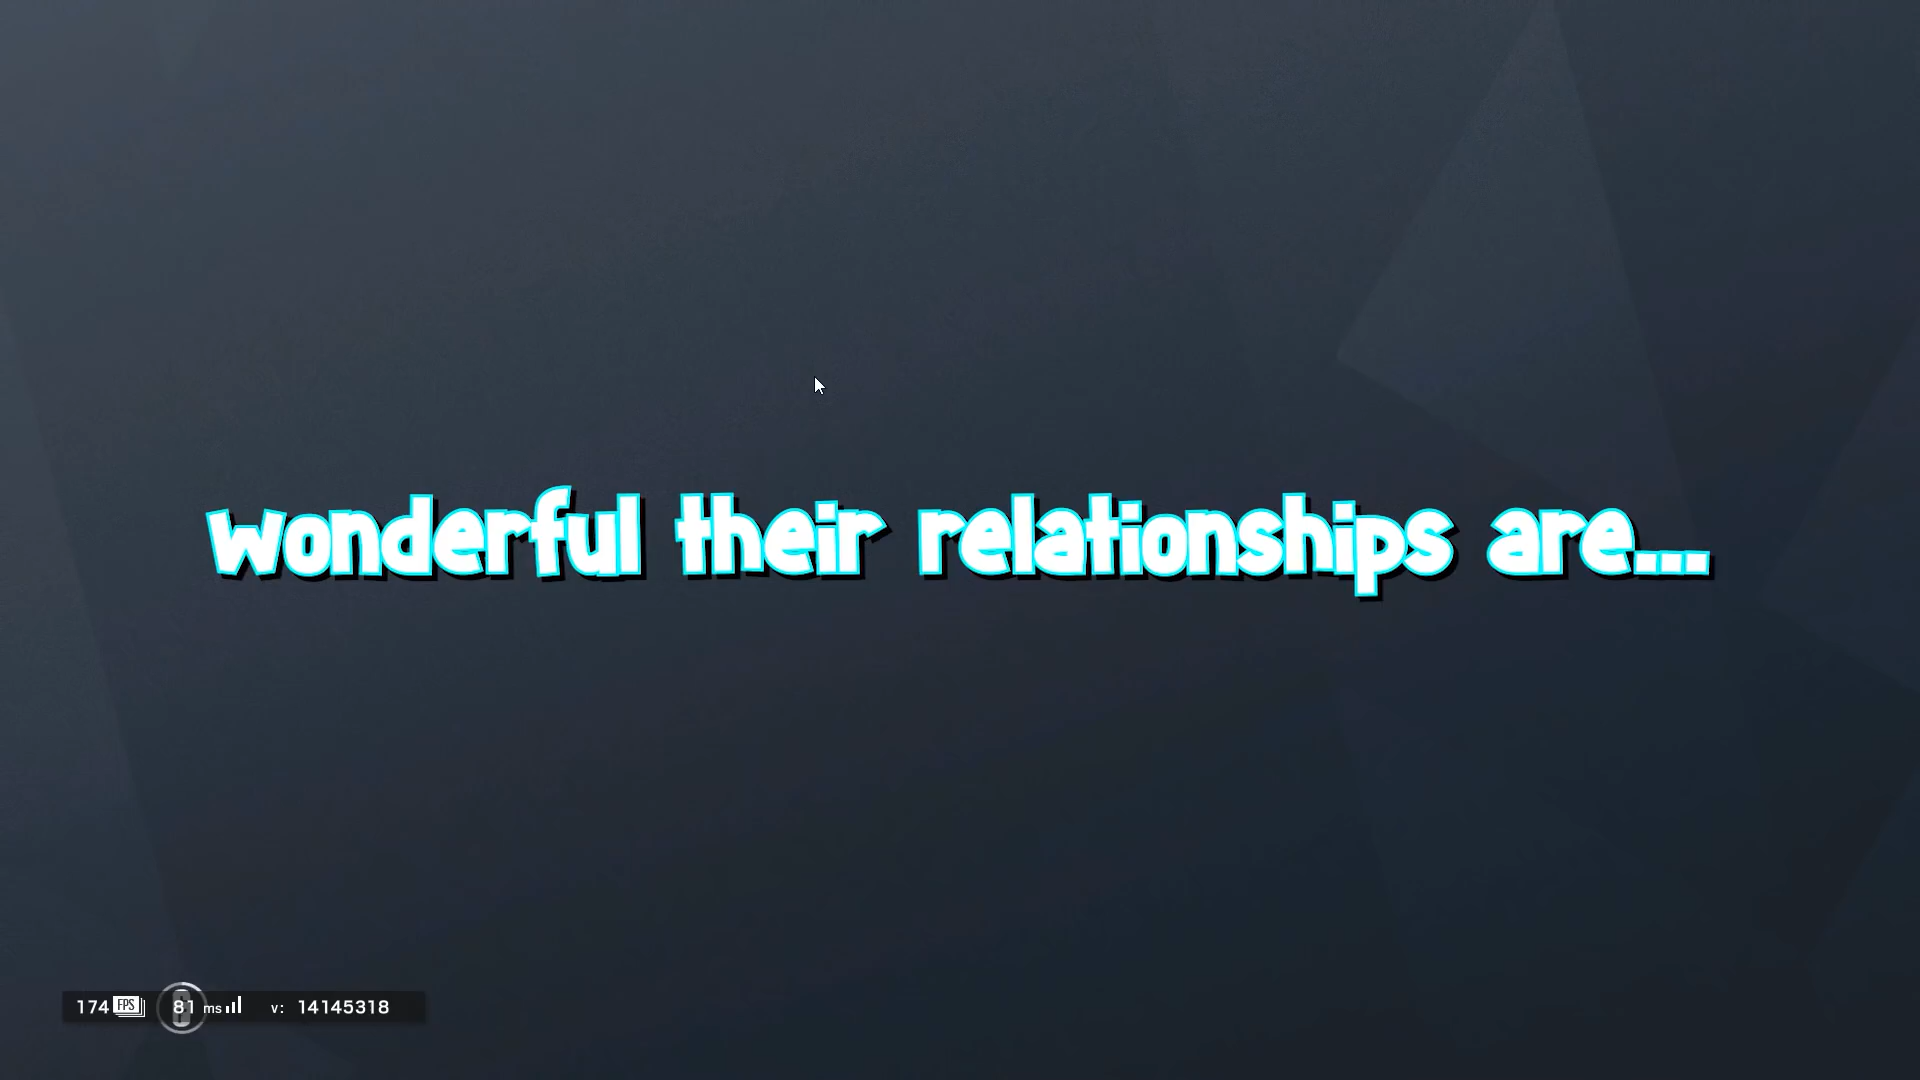 wonderful their relationships are...
174 FPS 81 ms v: 14145318